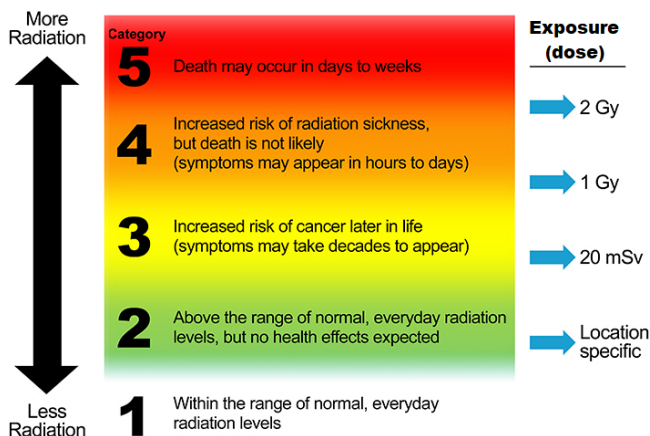 More
Radiation
Category
5
Death may occur in days to weeks
4
Increased risk of radiation sickness,
but death is not likely
(symptoms may appear in hours to days)
3
Increased risk of cancer later in life
(symptoms may take decades to appear)
2
Above the range of normal, everyday radiation
levels, but no health effects expected
1
Within the range of normal, everyday
radiation levels
Less
Radiation
Exposure
(dose)
2 Gy
1 Gy
20 mSv
Location
specific